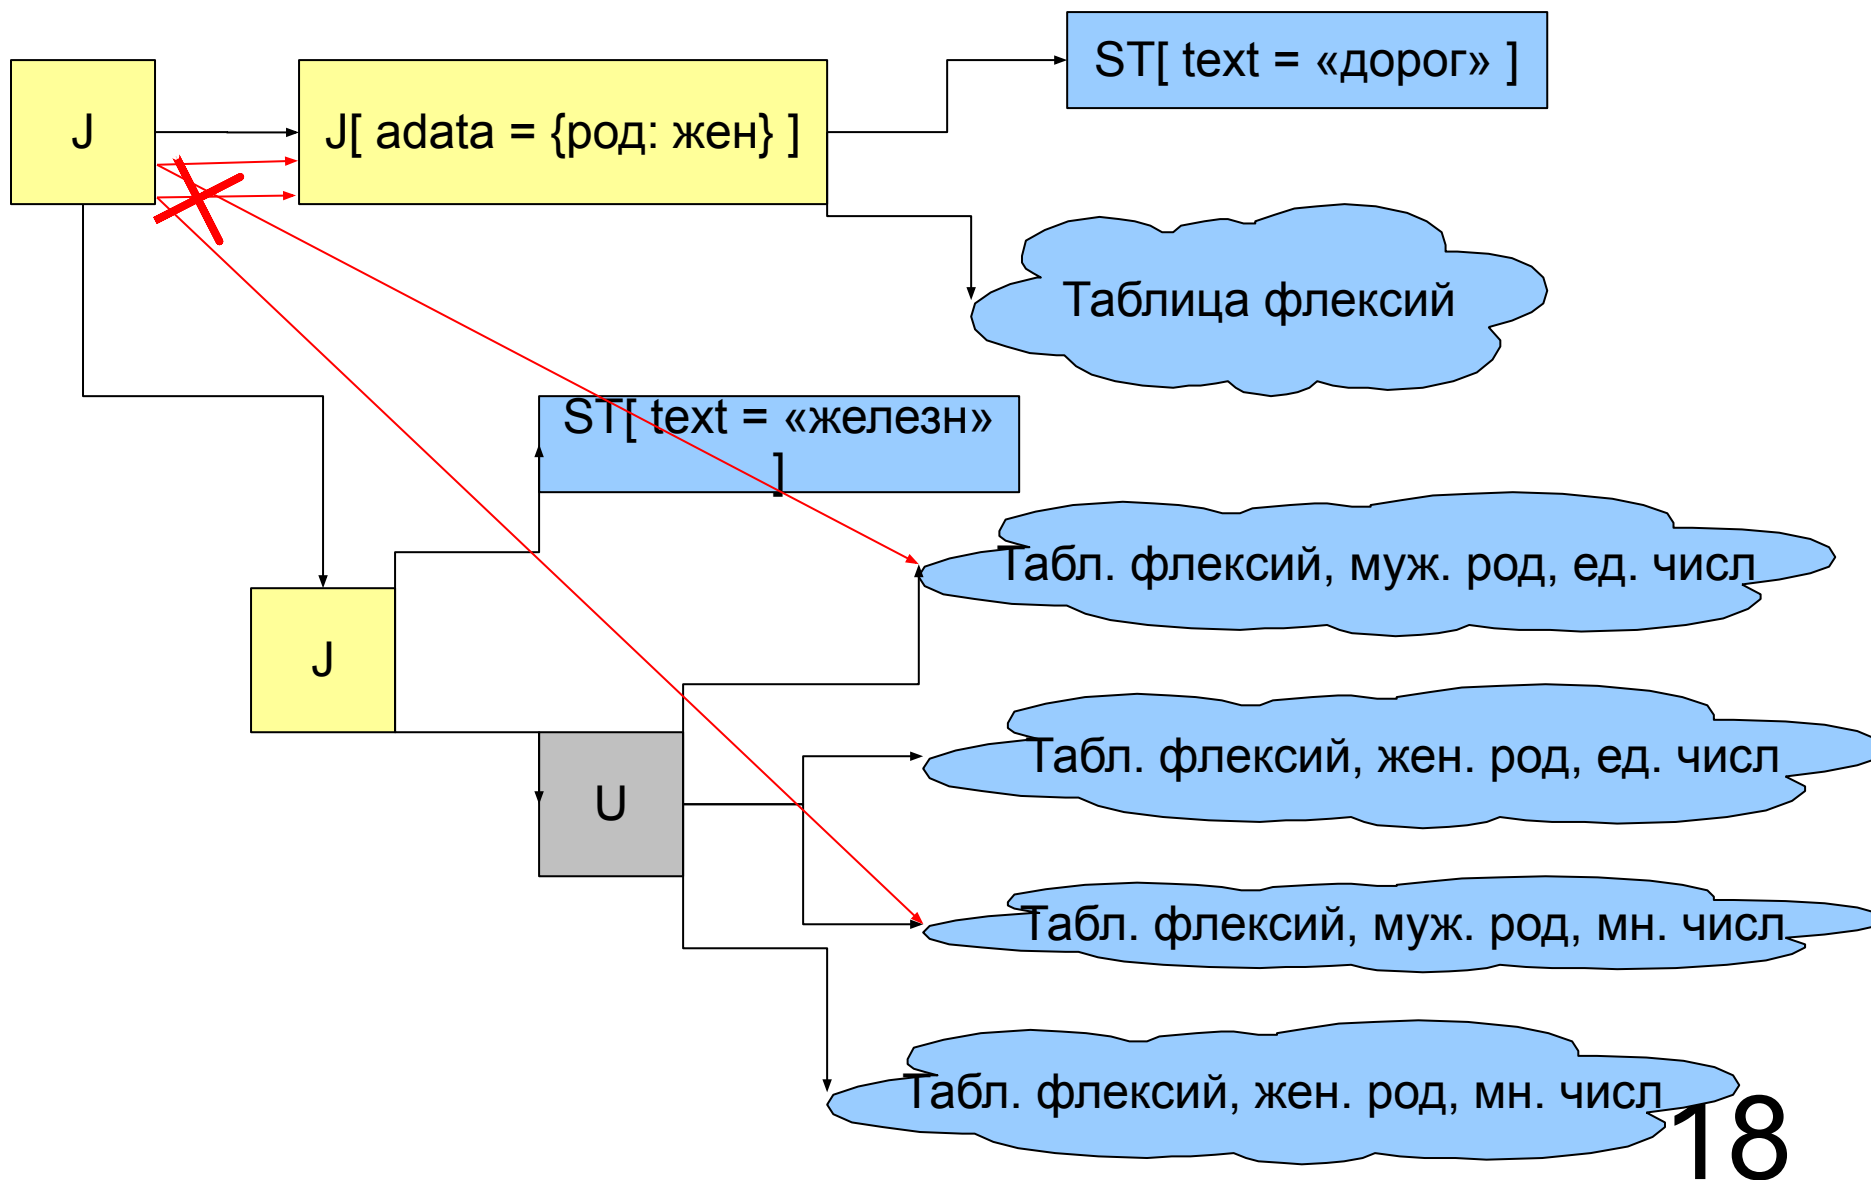 ST[ text = «дорог» ]
J
J[ adata = {род: жен} ]
Таблица флексий
ST[ text = «железн»
]
Табл. флексий, муж. род, ед. числ
J
Табл. флексий, жен. род, ед. числ
U
Табл. флексий, муж. род, мн. числ
Табл. флексий, жен. род, мн. числ
18